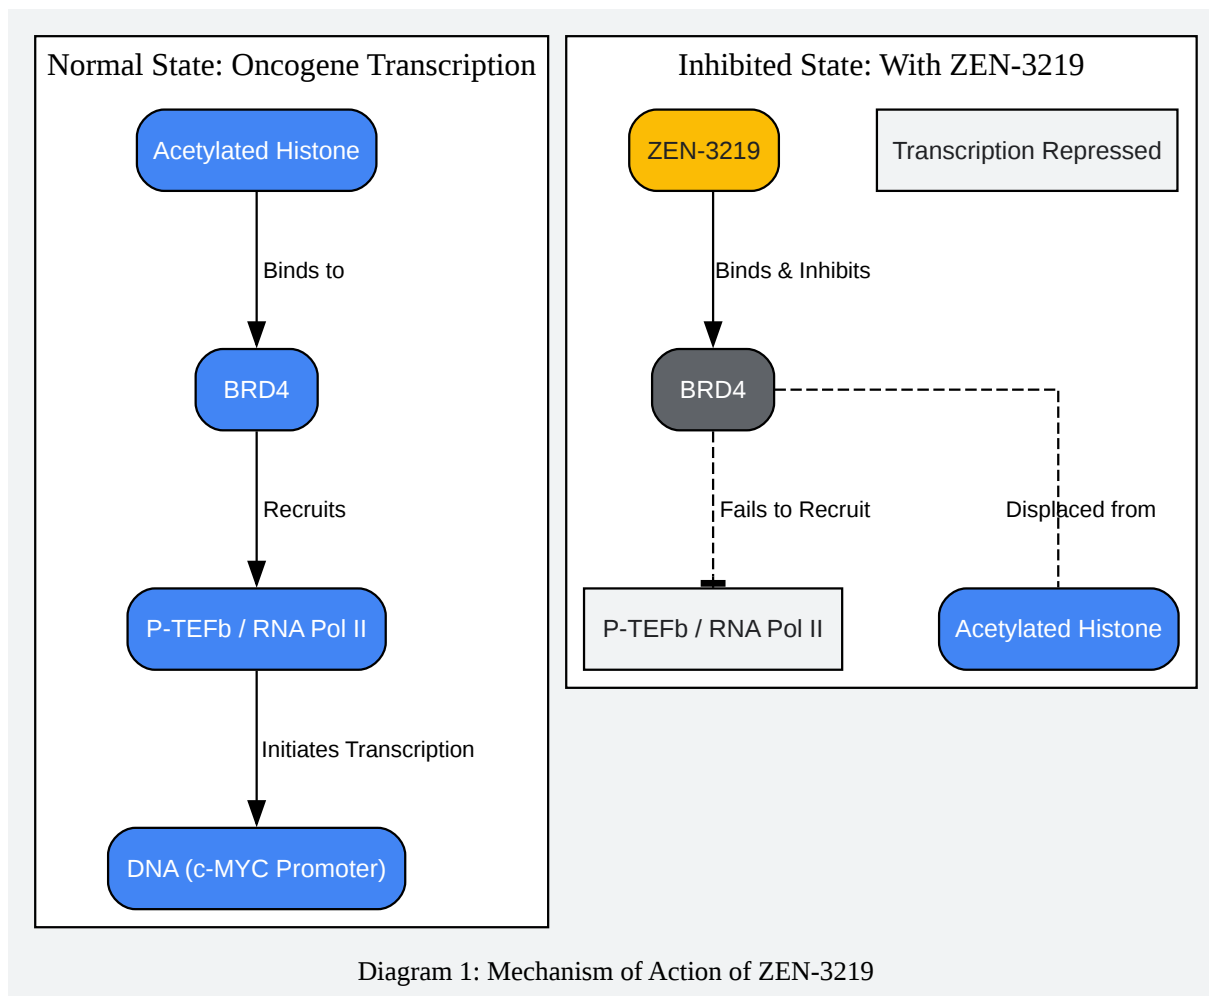 Normal State: Oncogene Transcription
Acetylated Histone
Binds to
BRD4
Recruits
P-TEFb / RNA Pol II
Initiates Transcription
DNA (c-MYC Promoter)
Inhibited State: With ZEN-3219
ZEN-3219
Transcription Repressed
Binds & Inhibits
BRD4
Fails to Recruit
Displaced from
P-TEFb / RNA Pol II
Acetylated Histone
Diagram 1: Mechanism of Action of ZEN-3219